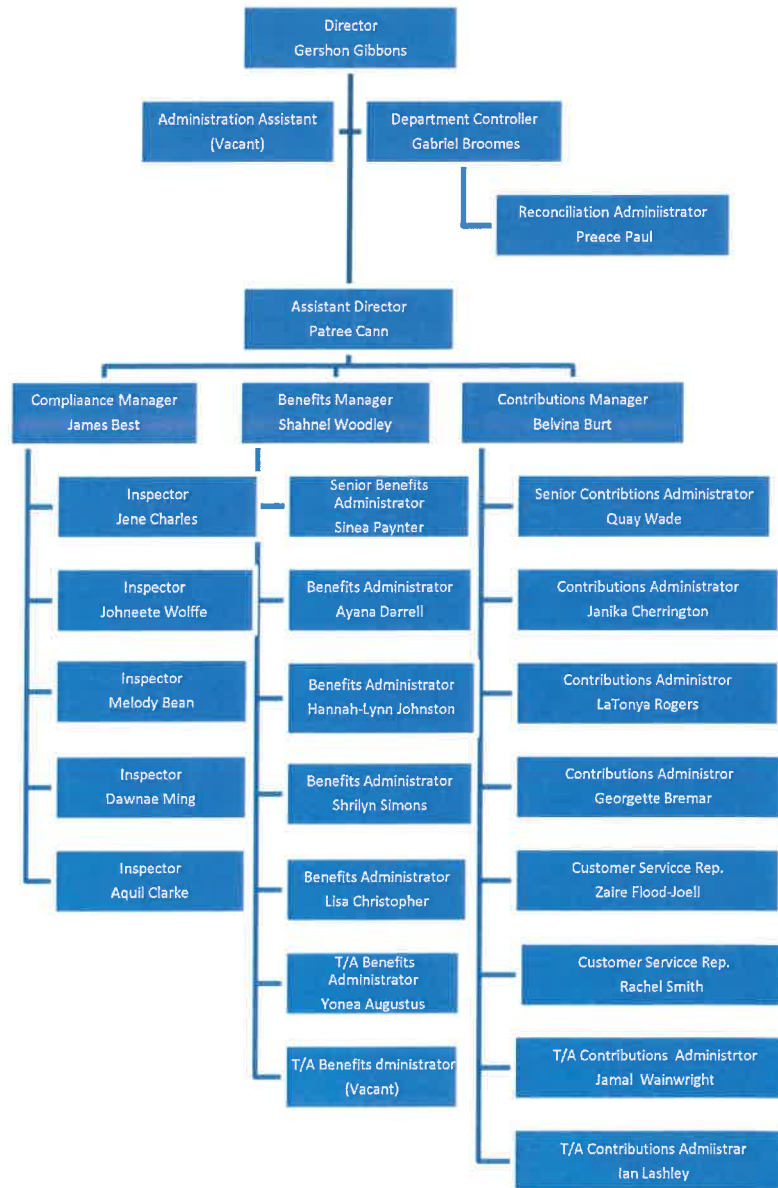 Director
Gershon Gibbons
Administration Assistant
(Vacant)
Department Controller
Gabriel Broomes
Reconciliation Adminiistrator
Preece Paul
Assistant Director
Patree Cann
Compliaance Manager
James Best
Benefits Manager
Shahnel Woodley
Contributions Manager
Belvina Burt
Inspector
Jene Charles
Inspector
Johneete Wolffe
Inspector
Melody Bean
Inspector
Dawnae Ming
Inspector
Aquil Clarke
Senior Benefits
Administrator
Sinea Paynter
Benefits Administrator
Ayana Darrell
Benefits Administrator
Hannah-Lynn Johnston
Benefits Administrator
Shrilyn Simons
Benefits Administrator
Lisa Christopher
T/A Benefits
Administrator
Yonea Augustus
T/A Benefits dministrator
(Vacant)
Senior Contribtions Administrator
Quay Wade
Contributions Administrator
Janika Cherrington
Contributions Administror
LaTonya Rogers
Contributions Administror
Georgette Bremar
Customer Servicce Rep.
Zaire Flood-Joell
Customer Servicce Rep.
Rachel Smith
T/A Contributions Administrtor
Jamal Wainwright
T/A Contributions Admiistrar
Ian Lashley